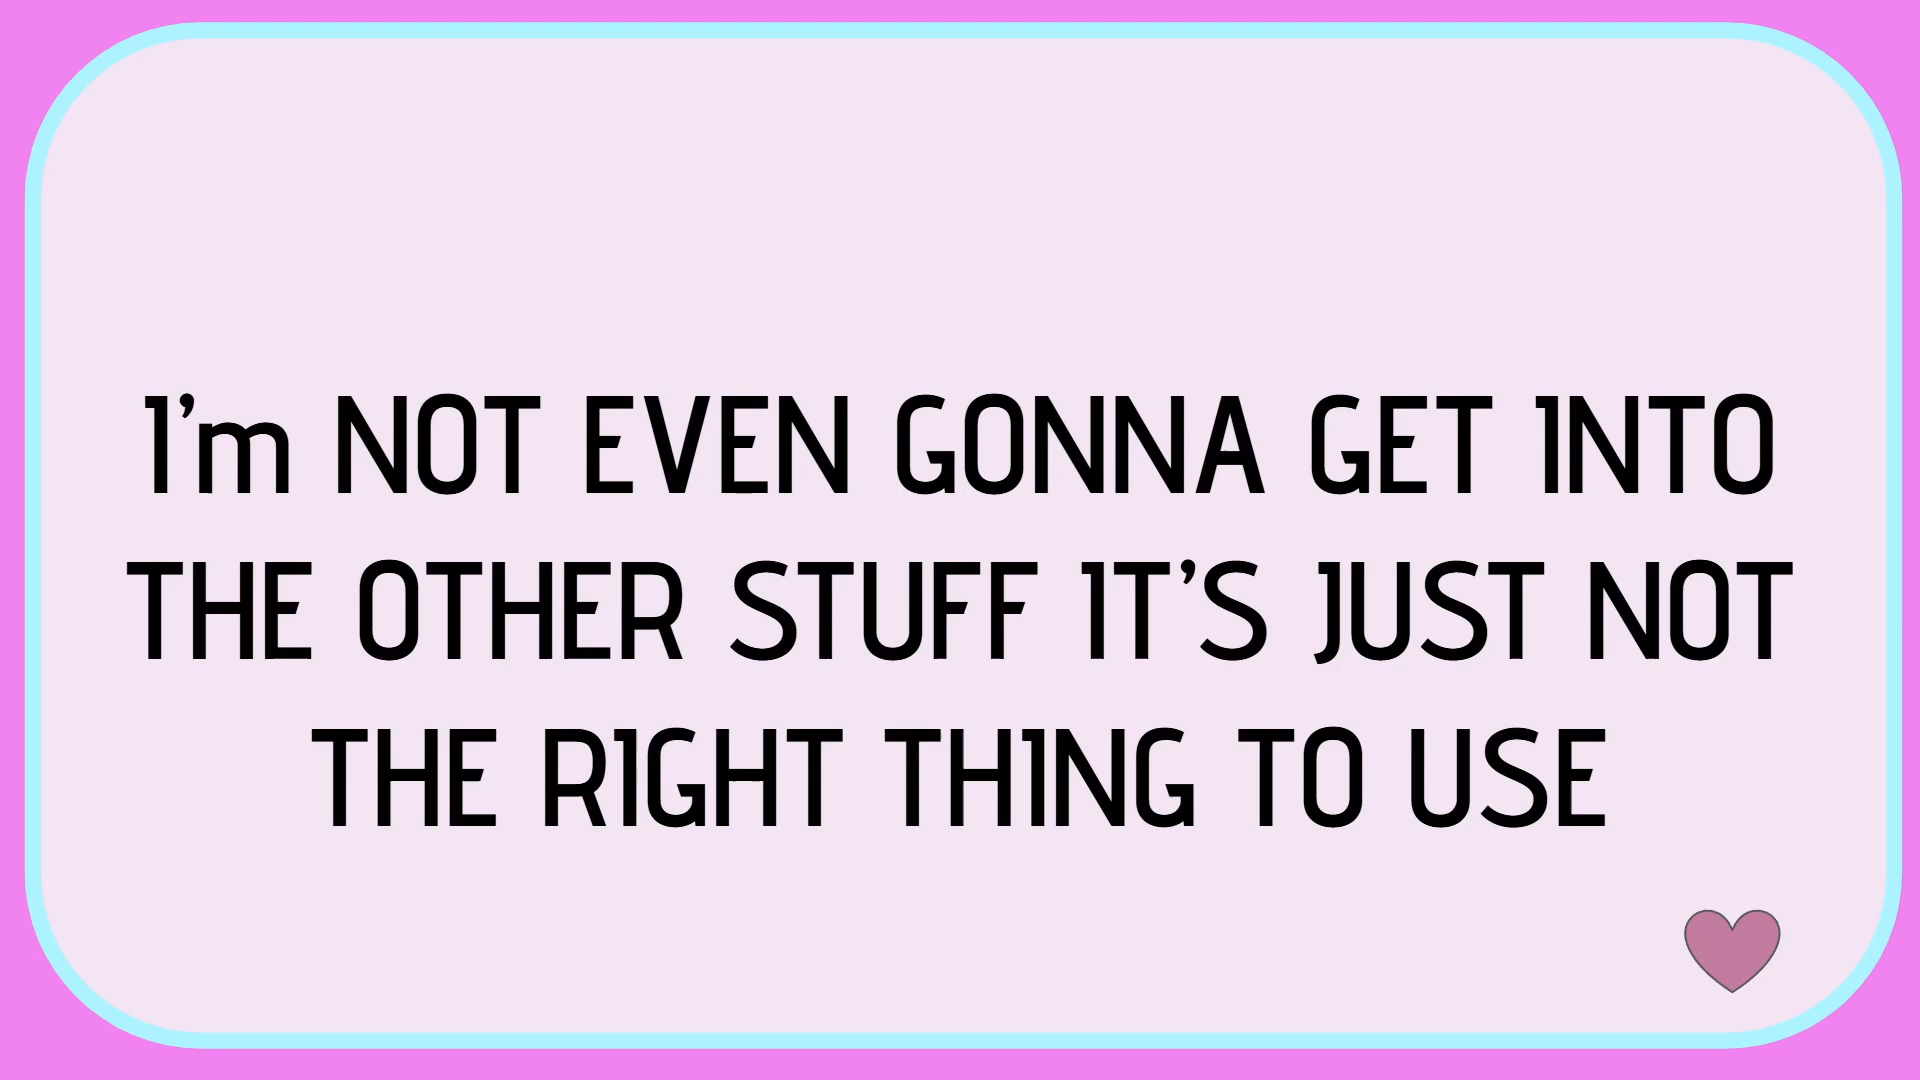 I'm NOT EVEN GONNA GET INTO
THE OTHER STUFF IT'S JUST NOT
THE RIGHT THING TO USE